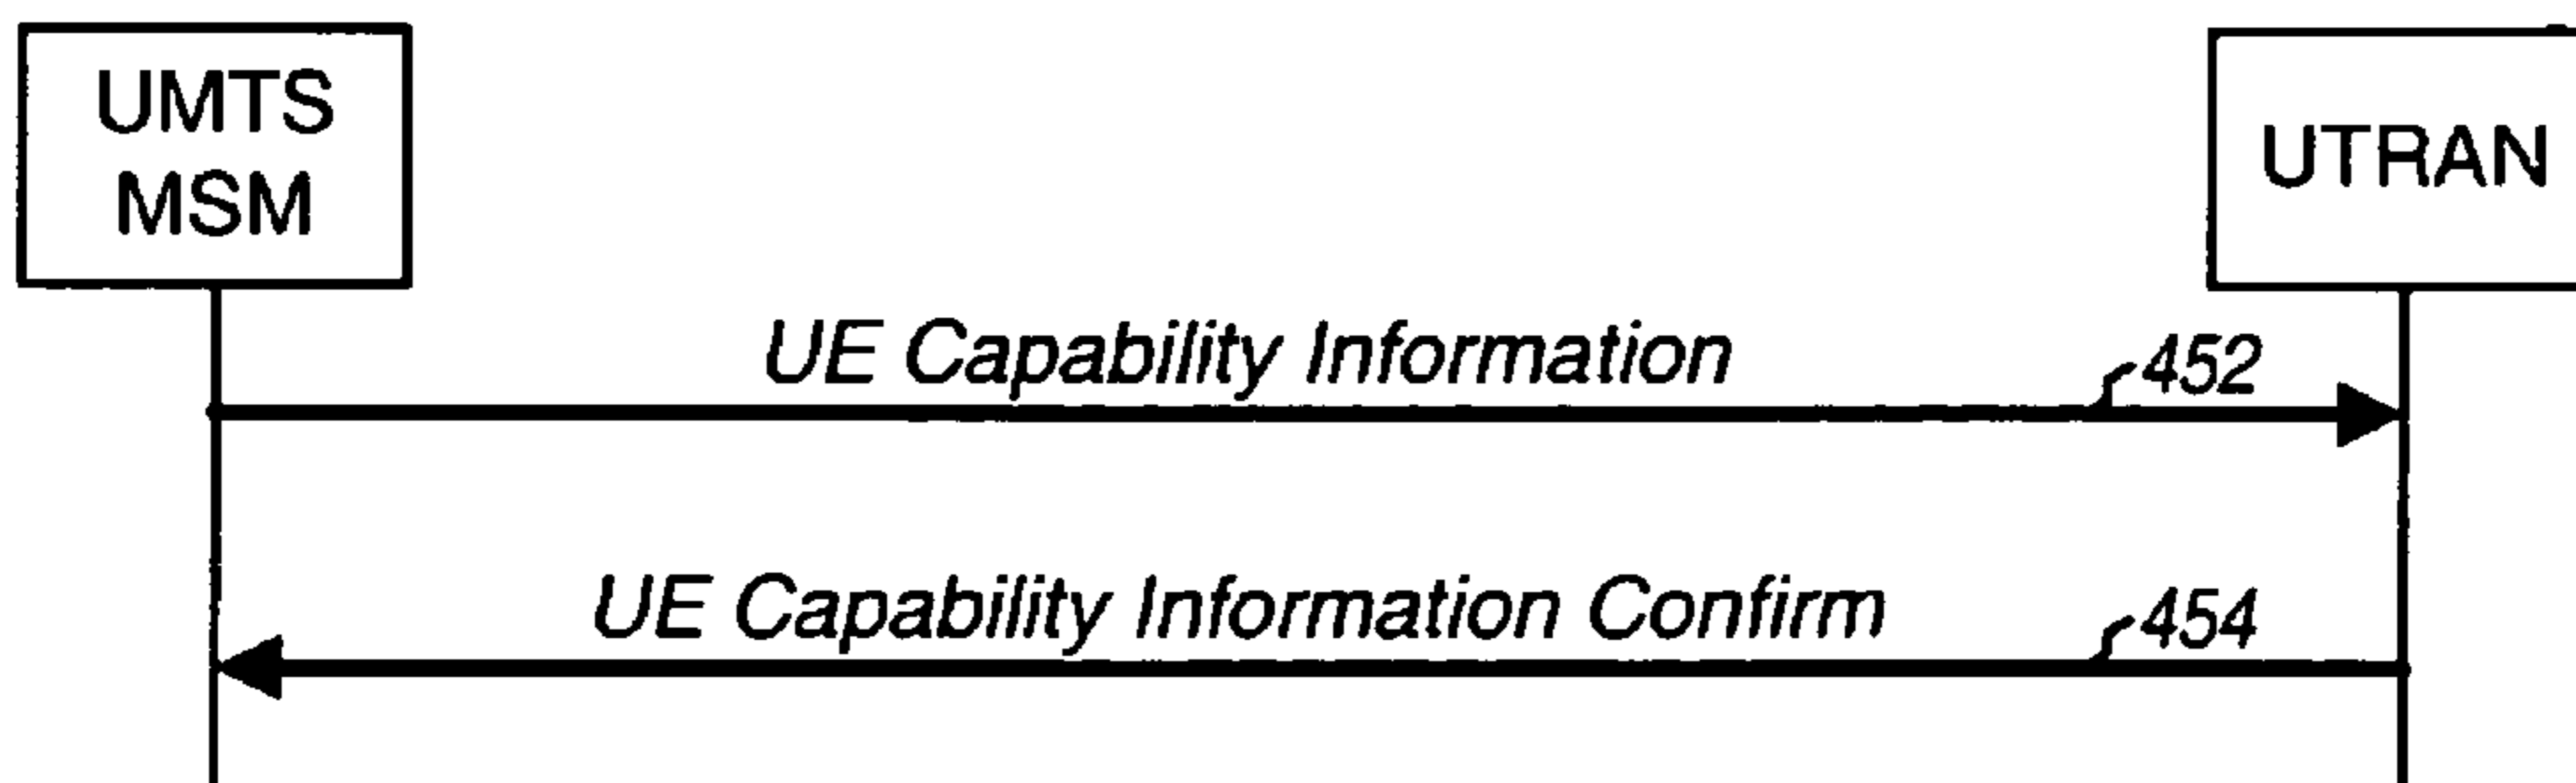 UMTS
MSM
UTRAN
UE Capability Information
452
UE Capability Information Confirm
454